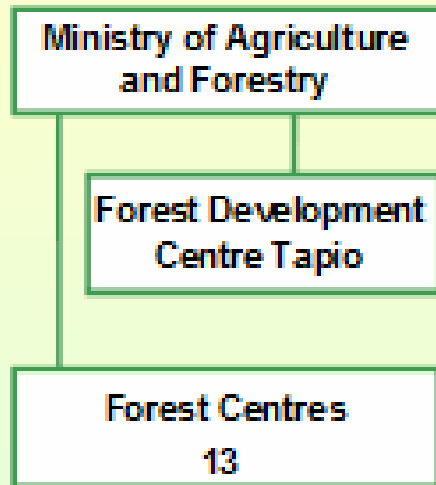 Ministry of Agriculture
and Forestry
Forest Development
Centre Tapio
Forest Centres
13